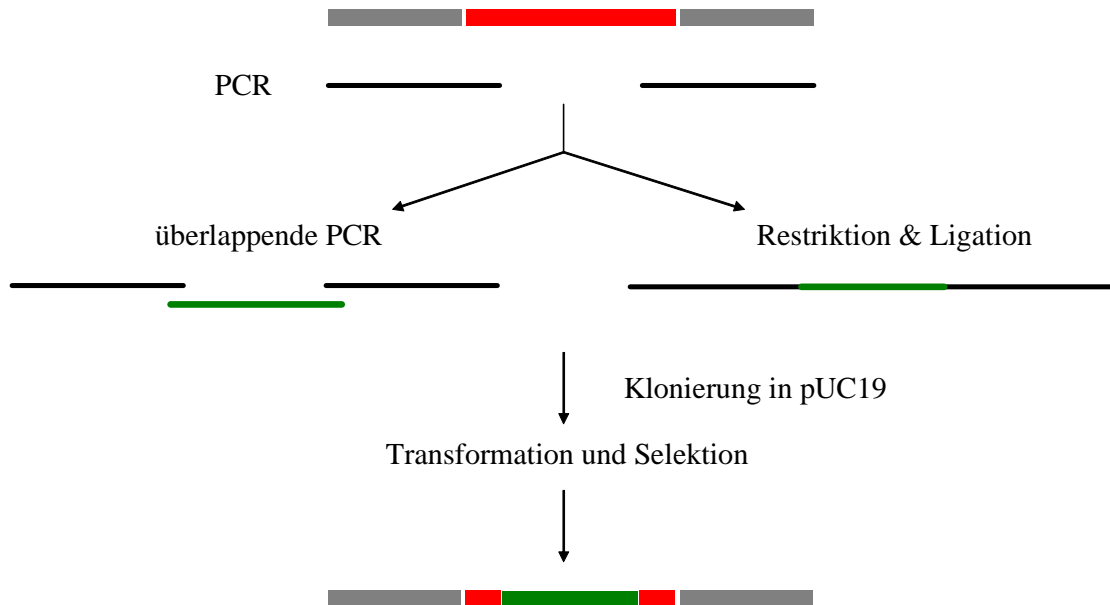 PCR
überlappende PCR
Restriktion & Ligation
Klonierung in pUC19
Transformation und Selektion